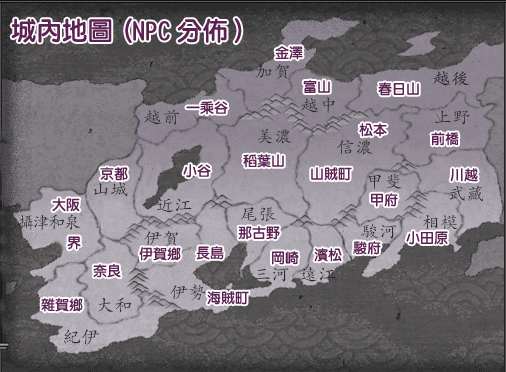 城內地圖 (NPC 分佈)
金澤
加賀
富山
越中
春日山
越後
一乘谷
越前
上野
松本
前橋
美濃
信濃
稻葉山
小谷
京都
山城
山賊町
甲斐
甲府
川越
武藏
大阪
攝津和泉
近江
尾張
那古野
相模
小田原
駿河
駿府
界
伊賀
伊賀鄉
長島
岡崎
濱松
三河
遠江
奈良
大和
伊勢
海賊町
雜賀鄉
紀伊